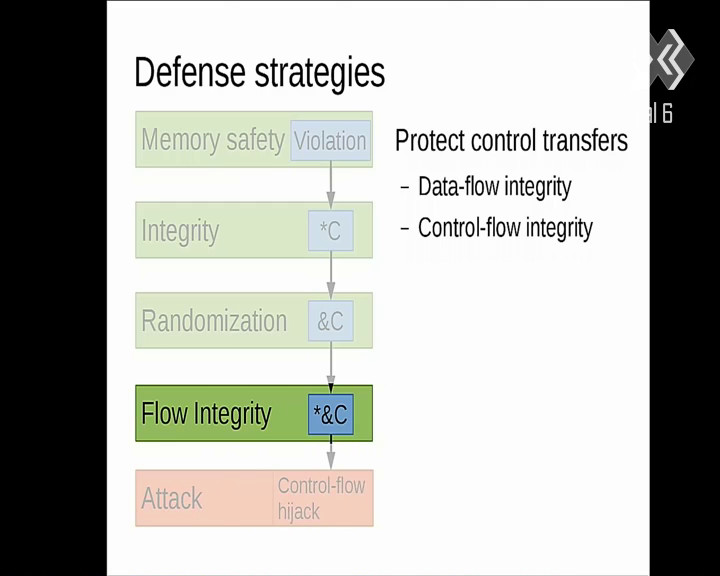 Defense strategies
Memory safety Violation
Integrity *C
Randomization &C
Flow Integrity *&C
Attack Control-flow
hijack
Protect control transfers
– Data-flow integrity
– Control-flow integrity
6